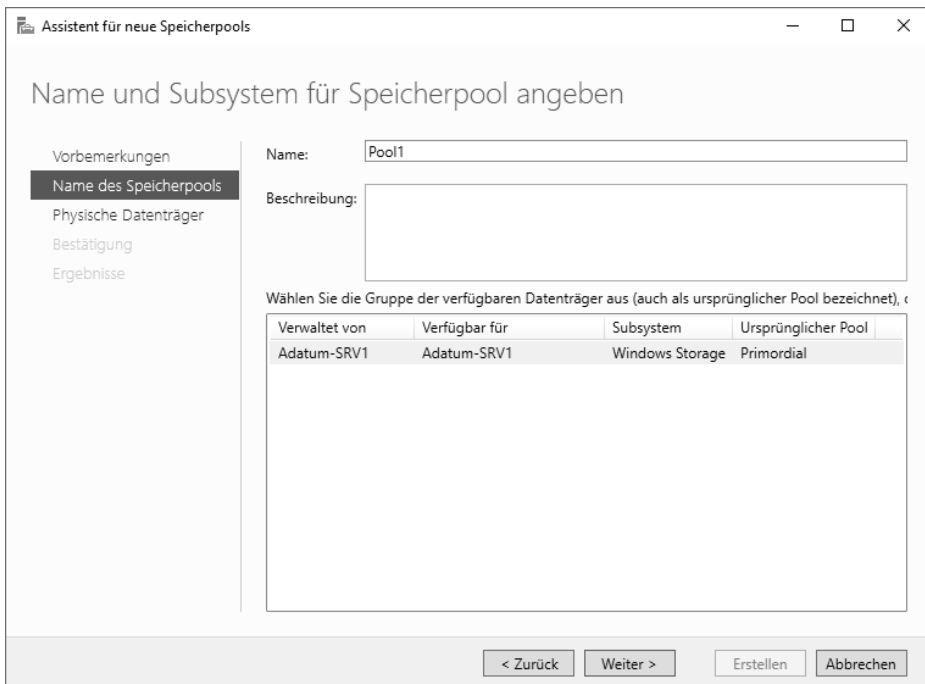 Assistent für neue Speicherpools
Name und Subsystem für Speicherpool angeben
Vorbemerkungen
Name des Speicherpools
Physische Datenträger
Bestätigung
Ergebnisse
Name: Pool1
Beschreibung:
Wählen Sie die Gruppe der verfügbaren Datenträger aus (auch als ursprünglicher Pool bezeichnet),
Verwaltet von Verfügbar für Subsystem Ursprünglicher Pool
Adatum-SRV1 Adatum-SRV1 Windows Storage Primordial
< Zurück Weiter > Erstellen Abbrechen